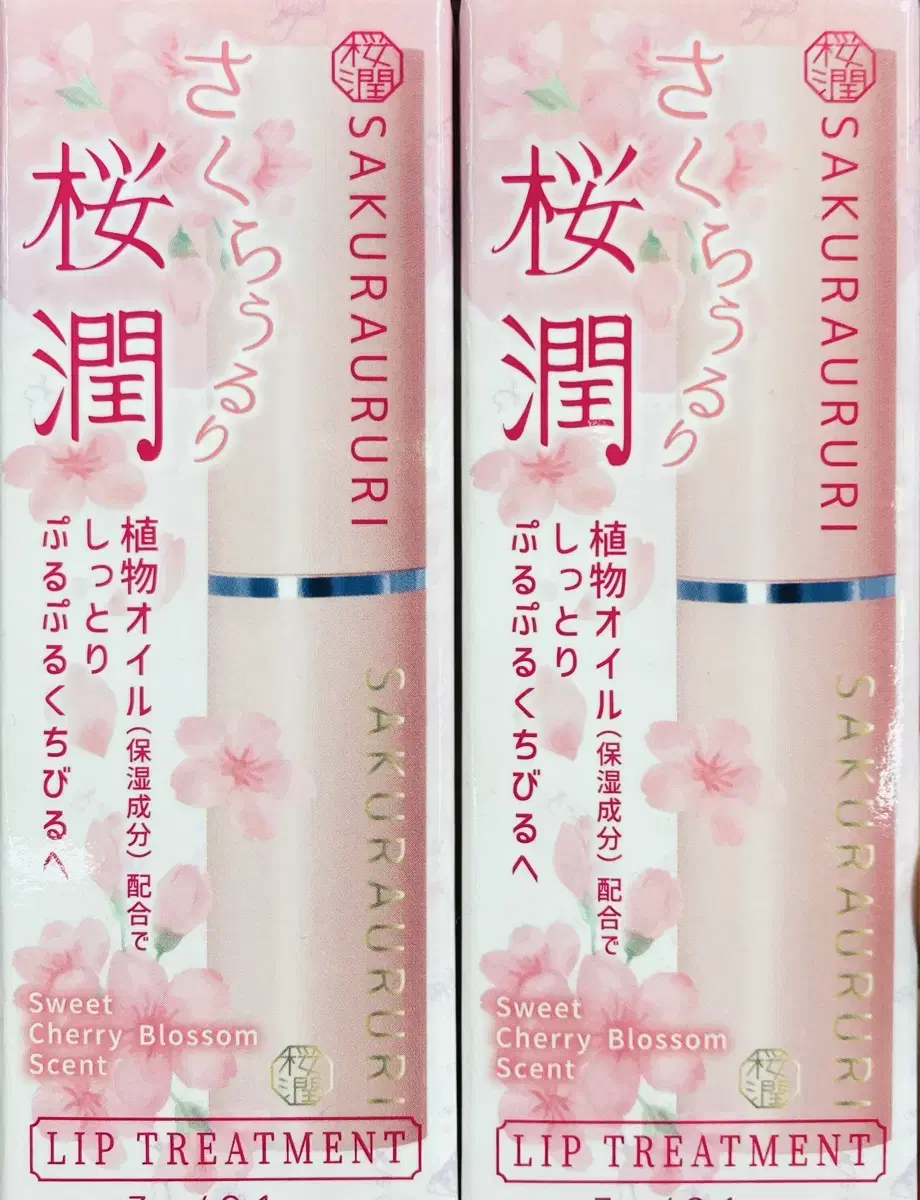 桜潤
SAKURAURURI
さくらうるり
桜潤
植物オイル(保湿成分)配合で
しっとり
ぷるぷるくちびるへ
SAKURAURURI
Sweet
Cherry Blossom
Scent
桜潤
LIP TREATMENT
桜潤
SAKURAURURI
さくらうるり
桜潤
植物オイル(保湿成分)配合で
しっとり
ぷるぷるくちびるへ
SAKURAURURI
Sweet
Cherry Blossom
Scent
桜潤
LIP TREATMENT